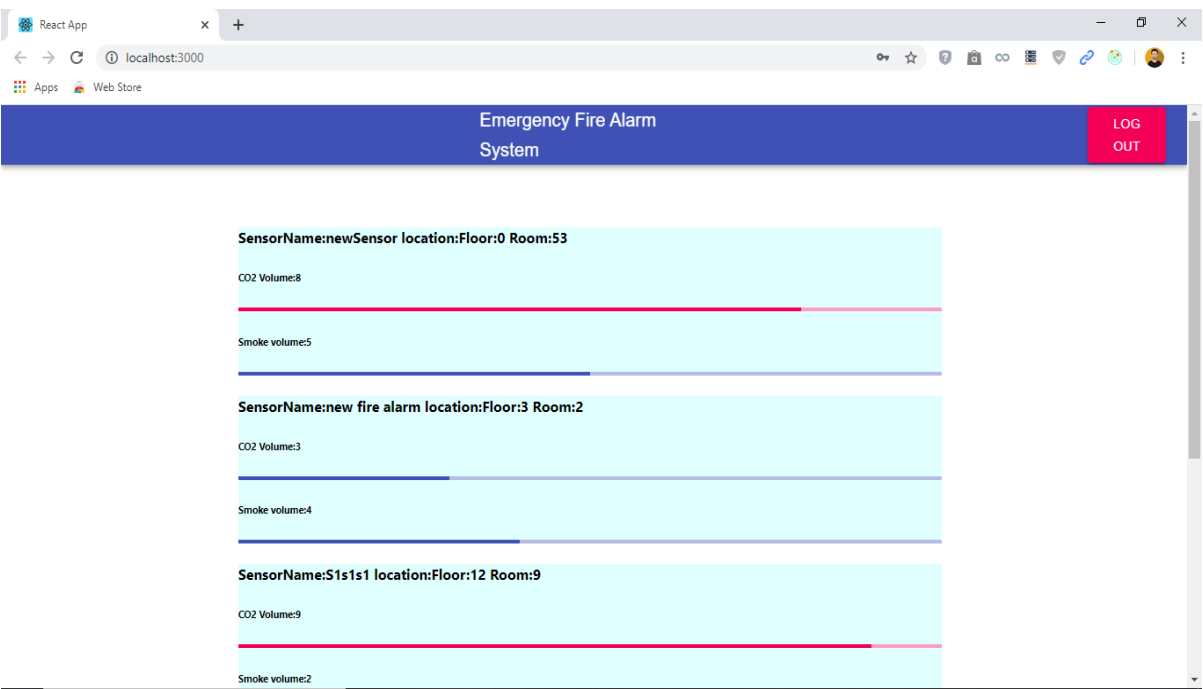 React App
localhost:3000
Apps Web Store
Emergency Fire Alarm
System
LOG
OUT
SensorName:newSensor location:Floor:0 Room:53
CO2 Volume:8
Smoke volume:5
SensorName:new fire alarm location:Floor:3 Room:2
CO2 Volume:3
Smoke volume:4
SensorName:S1s1s1 location:Floor:12 Room:9
CO2 Volume:9
Smoke volume:2